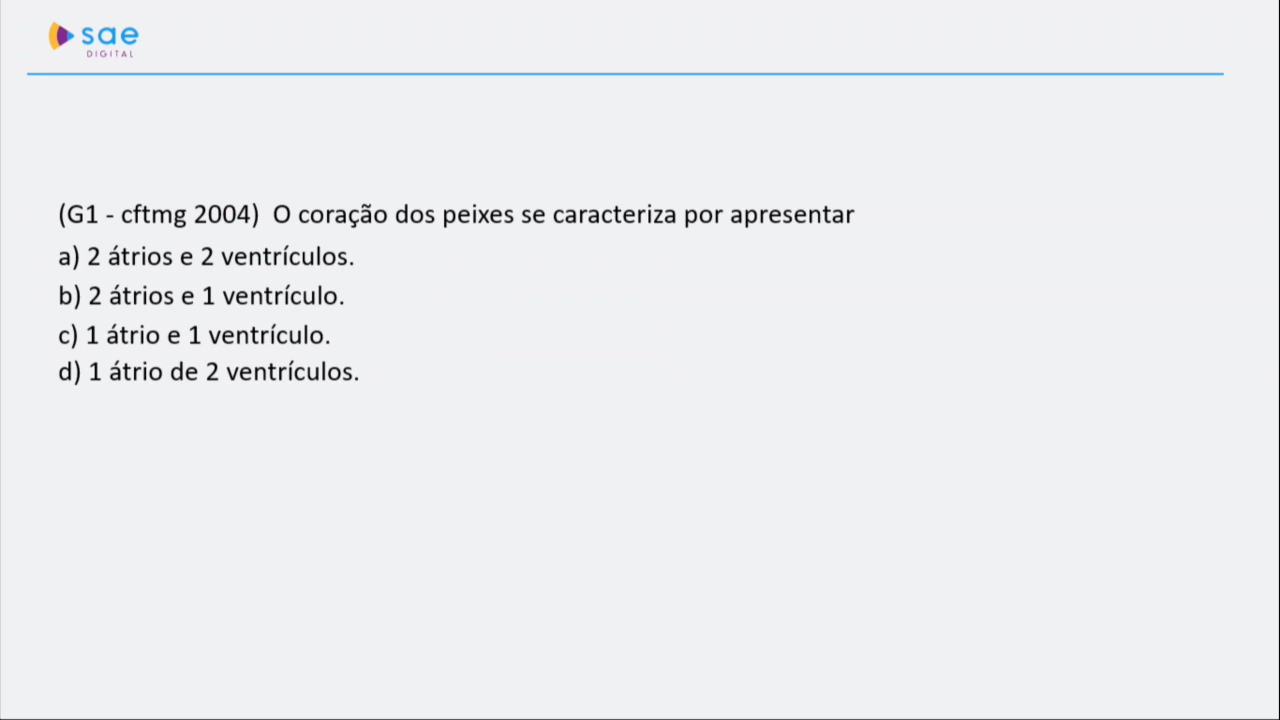 sae
DIGITAL
(G1 - cftmg 2004)  O coração dos peixes se caracteriza por apresentar
a) 2 átrios e 2 ventrículos.
b) 2 átrios e 1 ventrículo.
c) 1 átrio e 1 ventrículo.
d) 1 átrio de 2 ventrículos.